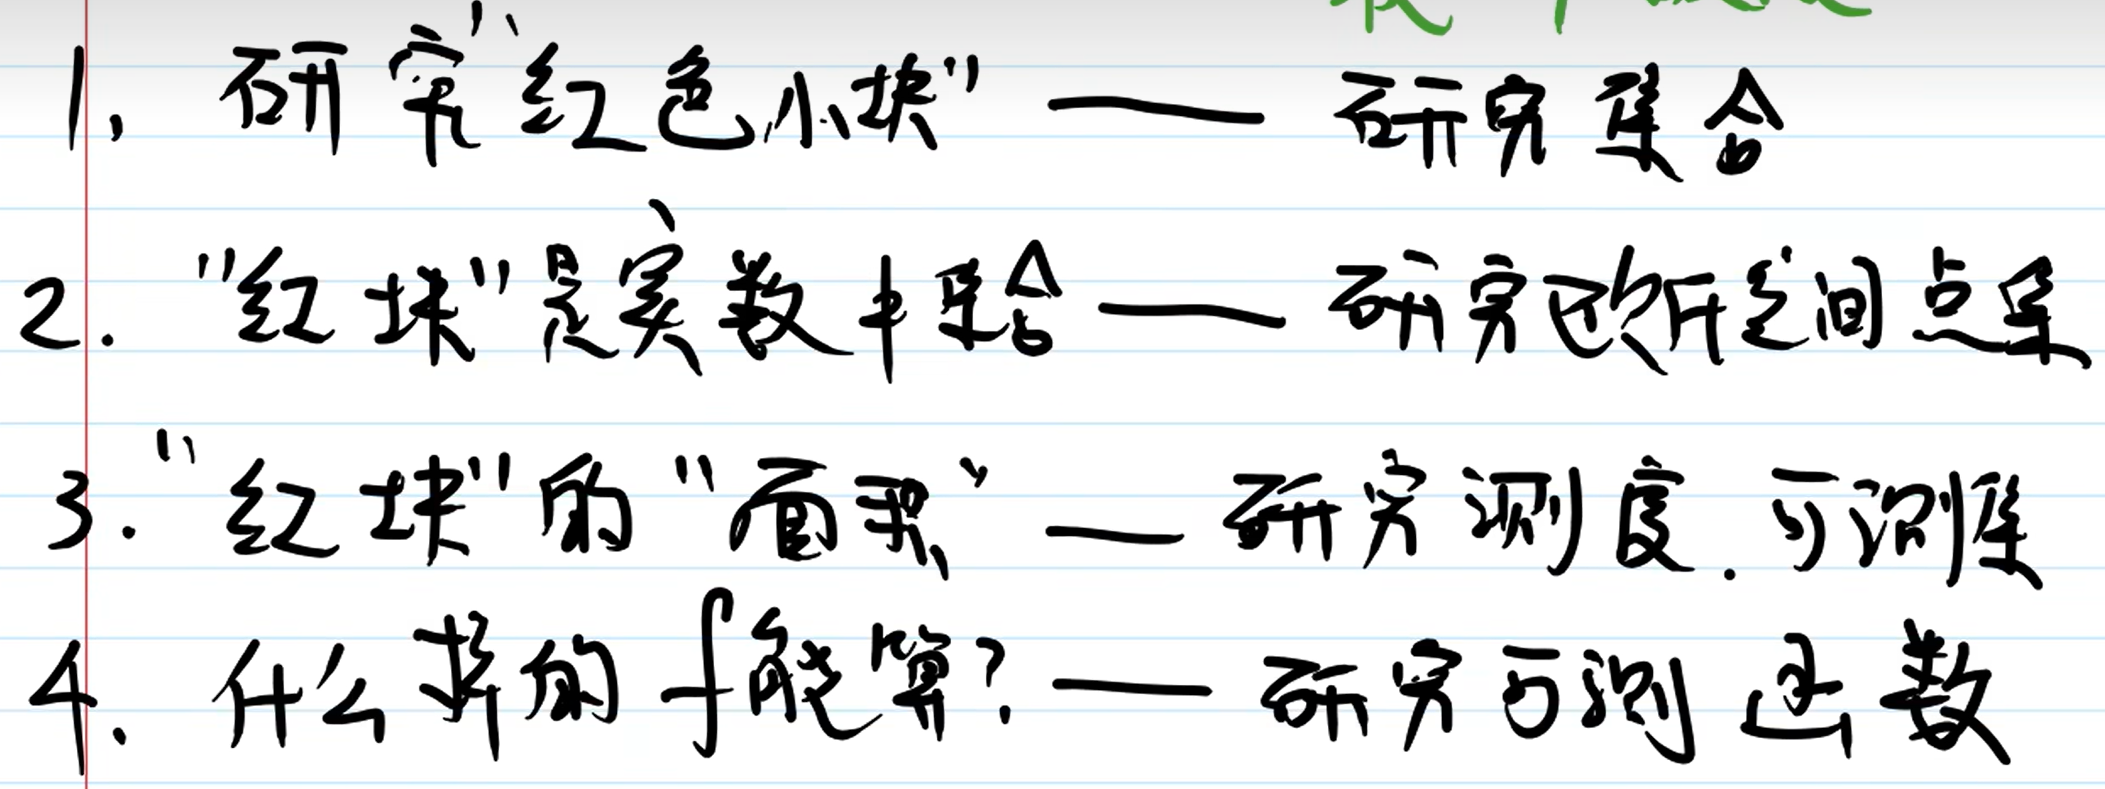 1. 研究"红色小块" —— 研究集合
2. "红块"是实数中集合 —— 研究欧氏空间点集
3. "红块"的"面积" —— 研究测度.可测集
4. 什么样的f能算? —— 研究可测函数